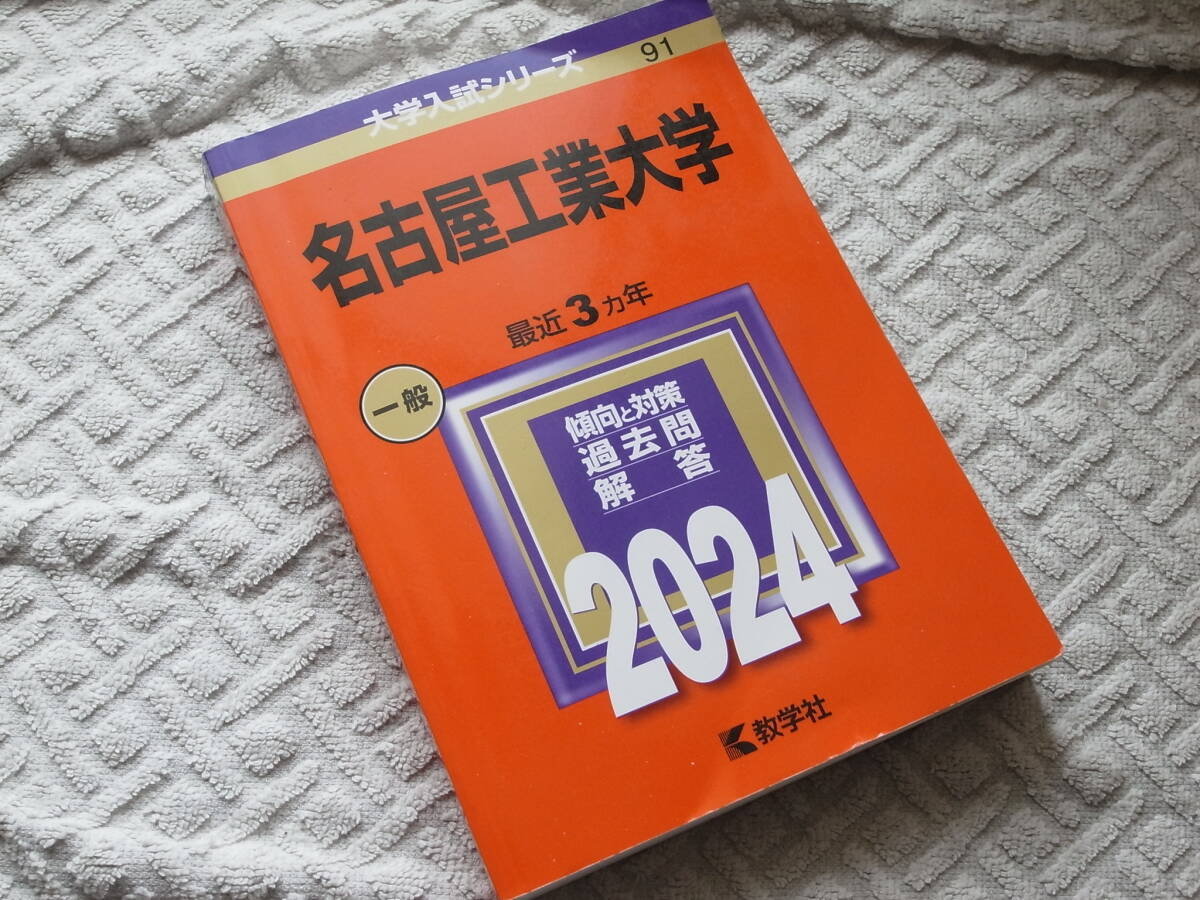 大学入試シリーズ
91
名古屋工業大学
最近3ヵ年
一般
傾向と対策
過去問
解答
2024
教学社